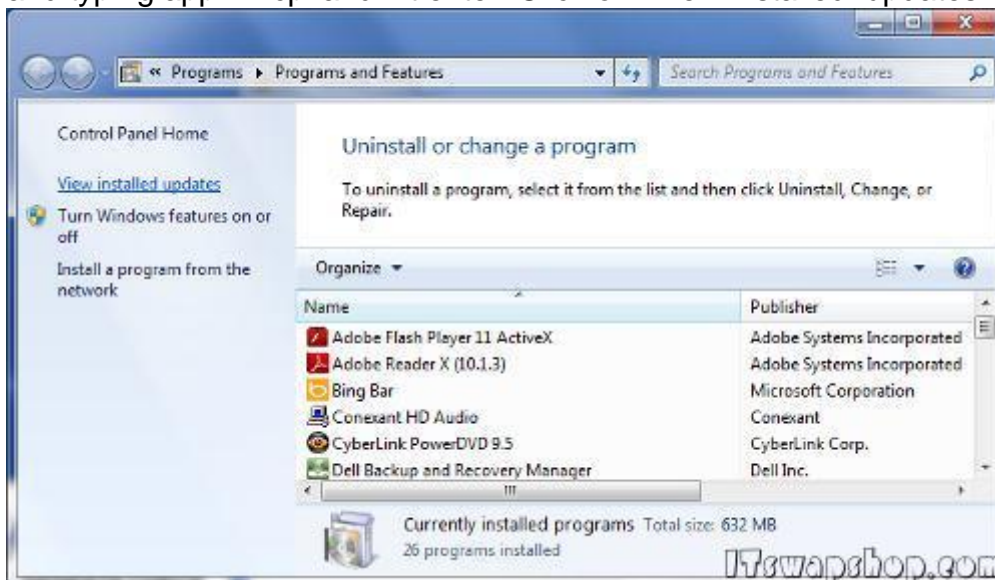 « Programs ▸ Programs and Features
Search Programs and Features
Control Panel Home
View installed updates
Turn Windows features on or
off
Install a program from the
network
Uninstall or change a program
To uninstall a program, select it from the list and then click Uninstall, Change, or
Repair.
Organize
Name Publisher
Adobe Flash Player 11 ActiveX Adobe Systems Incorporated
Adobe Reader X (10.1.3) Adobe Systems Incorporated
Bing Bar Microsoft Corporation
Conexant HD Audio Conexant
CyberLink PowerDVD 9.5 CyberLink Corp.
Dell Backup and Recovery Manager Dell Inc.
Currently installed programs Total size: 632 MB
26 programs installed
ITswapshop.com